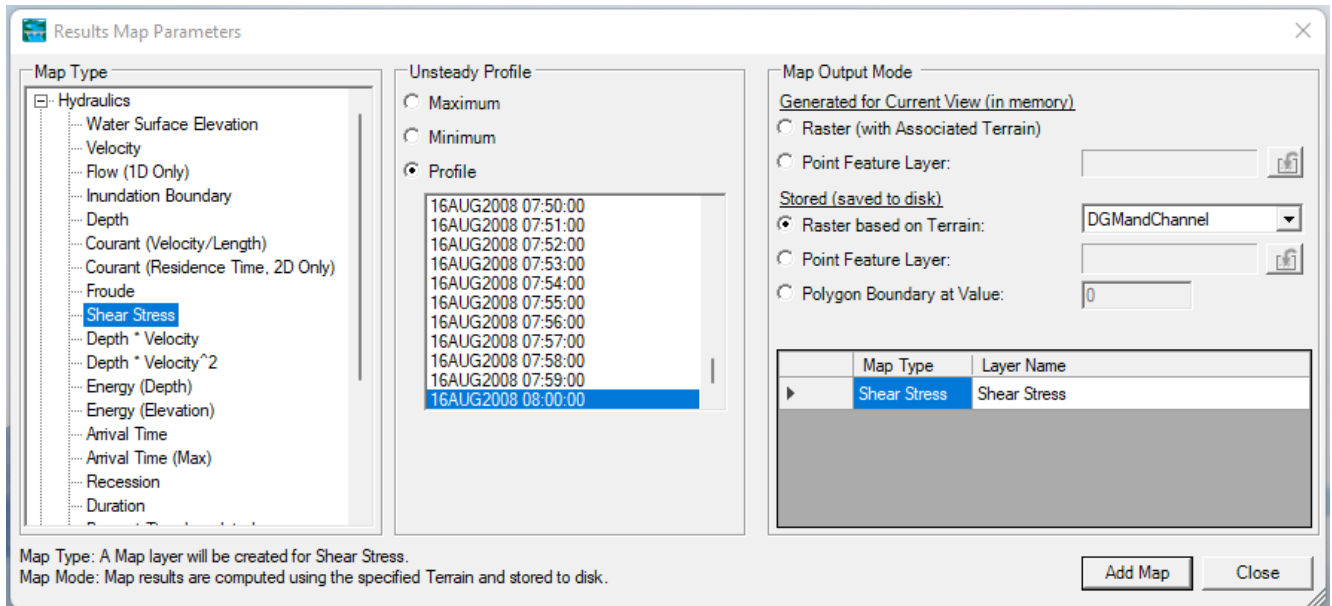 Results Map Parameters
Map Type
Hydraulics
Water Surface Elevation
Velocity
Flow (1D Only)
Inundation Boundary
Depth
Courant (Velocity/Length)
Courant (Residence Time, 2D Only)
Froude
Shear Stress
Depth * Velocity
Depth * Velocity^2
Energy (Depth)
Energy (Elevation)
Arrival Time
Arrival Time (Max)
Recession
Duration
Unsteady Profile
Maximum
Minimum
Profile
16AUG2008 07:50:00
16AUG2008 07:51:00
16AUG2008 07:52:00
16AUG2008 07:53:00
16AUG2008 07:54:00
16AUG2008 07:55:00
16AUG2008 07:56:00
16AUG2008 07:57:00
16AUG2008 07:58:00
16AUG2008 07:59:00
16AUG2008 08:00:00
Map Output Mode
Generated for Current View (in memory)
Raster (with Associated Terrain)
Point Feature Layer:
Stored (saved to disk)
Raster based on Terrain: DGMandChannel
Point Feature Layer:
Polygon Boundary at Value: 0
Map Type Layer Name
Shear Stress Shear Stress
Map Type: A Map layer will be created for Shear Stress.
Map Mode: Map results are computed using the specified Terrain and stored to disk.
Add Map Close